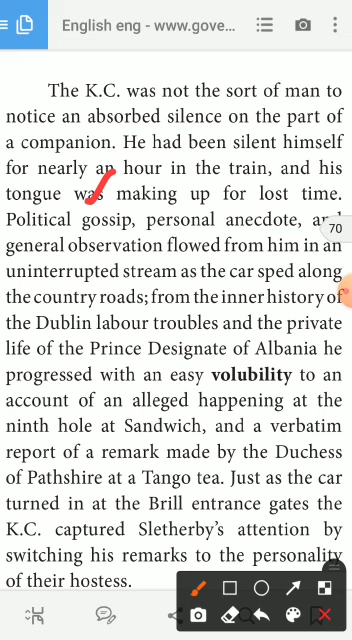 English eng - www.gove...
The K.C. was not the sort of man to
notice an absorbed silence on the part of
a companion. He had been silent himself
for nearly an hour in the train, and his
tongue was making up for lost time.
Political gossip, personal anecdote, and
70
general observation flowed from him in an
uninterrupted stream as the car sped along
the country roads; from the inner history of
the Dublin labour troubles and the private
life of the Prince Designate of Albania he
progressed with an easy volubility to an
account of an alleged happening at the
ninth hole at Sandwich, and a verbatim
report of a remark made by the Duchess
of Pathshire at a Tango tea. Just as the car
turned in at the Brill entrance gates the
K.C. captured Sletherby's attention by
switching his remarks to the personality
of their hostess.